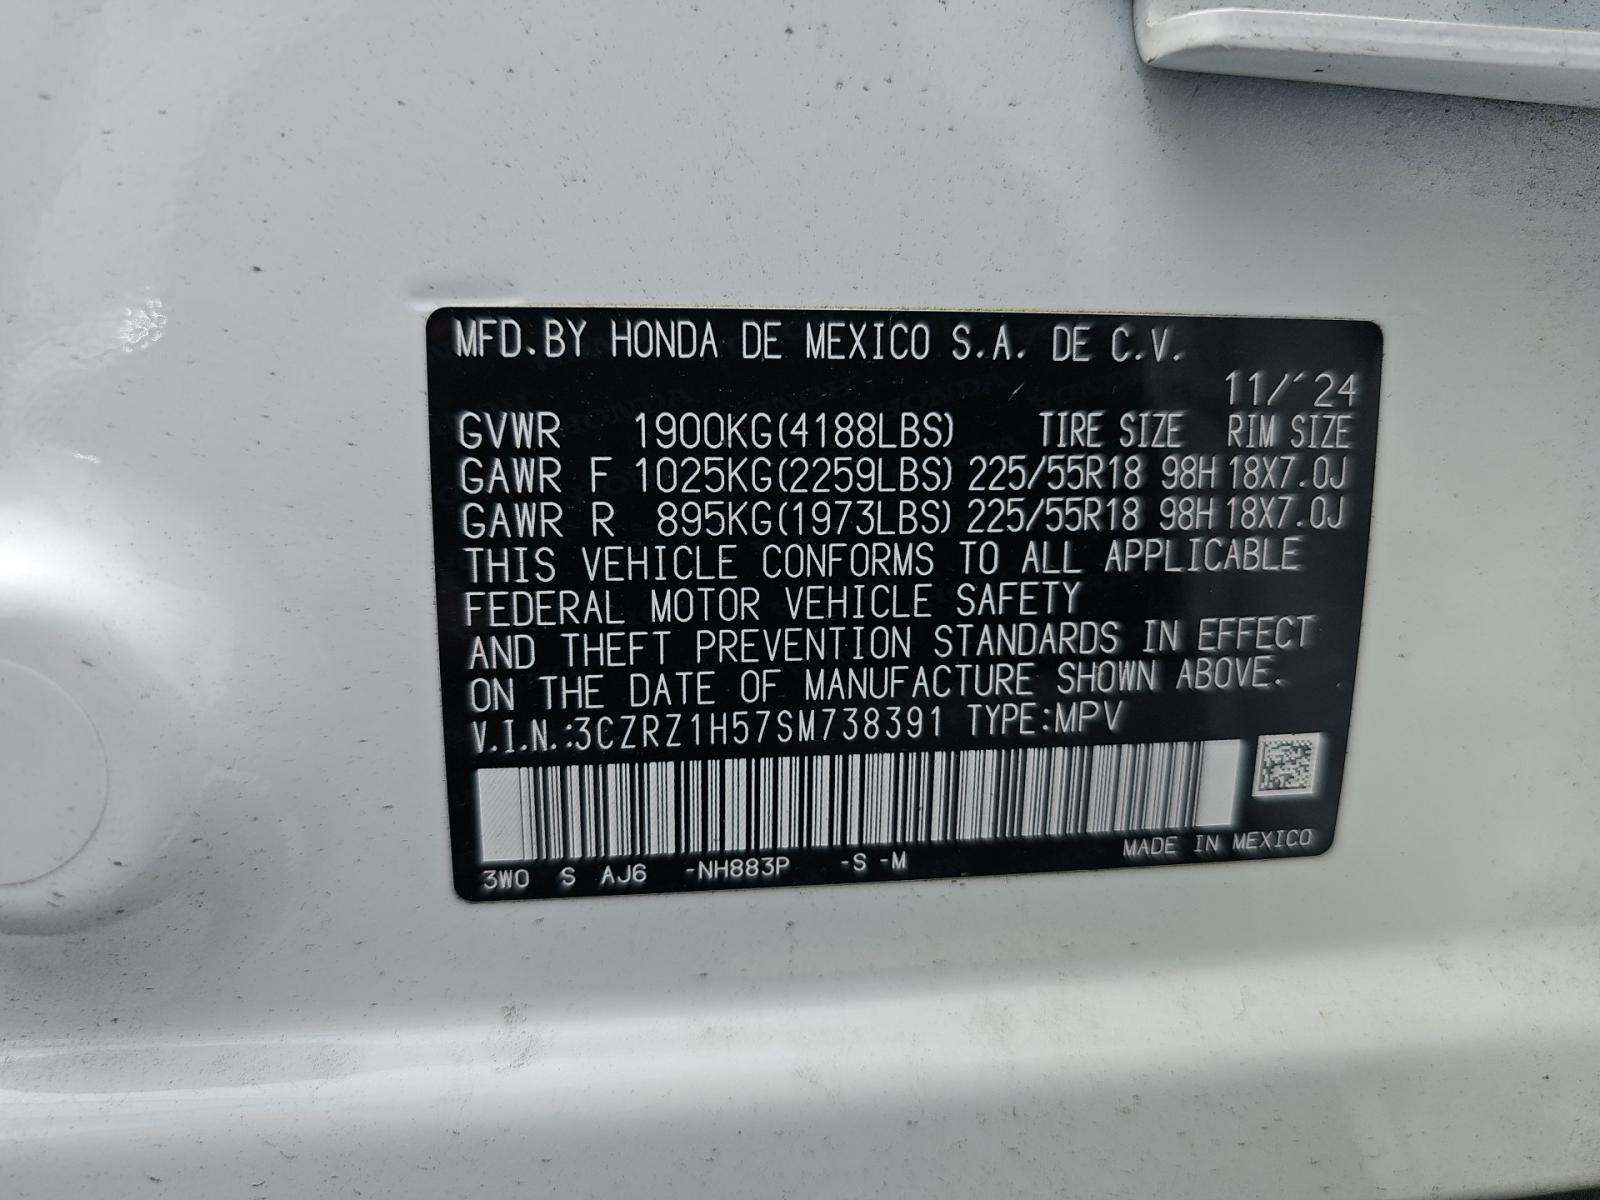 MFD.BY HONDA DE MEXICO S.A. DE C.V.
11/´24
GVWR 1900KG(4188LBS) TIRE SIZE RIM SIZE
GAWR F 1025KG(2259LBS) 225/55R18 98H 18X7.0J
GAWR R 895KG(1973LBS) 225/55R18 98H 18X7.0J
THIS VEHICLE CONFORMS TO ALL APPLICABLE
FEDERAL MOTOR VEHICLE SAFETY
AND THEFT PREVENTION STANDARDS IN EFFECT
ON THE DATE OF MANUFACTURE SHOWN ABOVE.
V.I.N.:3CZRZ1H57SM738391 TYPE:MPV
3W0 S AJ6 -NH883P -S -M MADE IN MEXICO